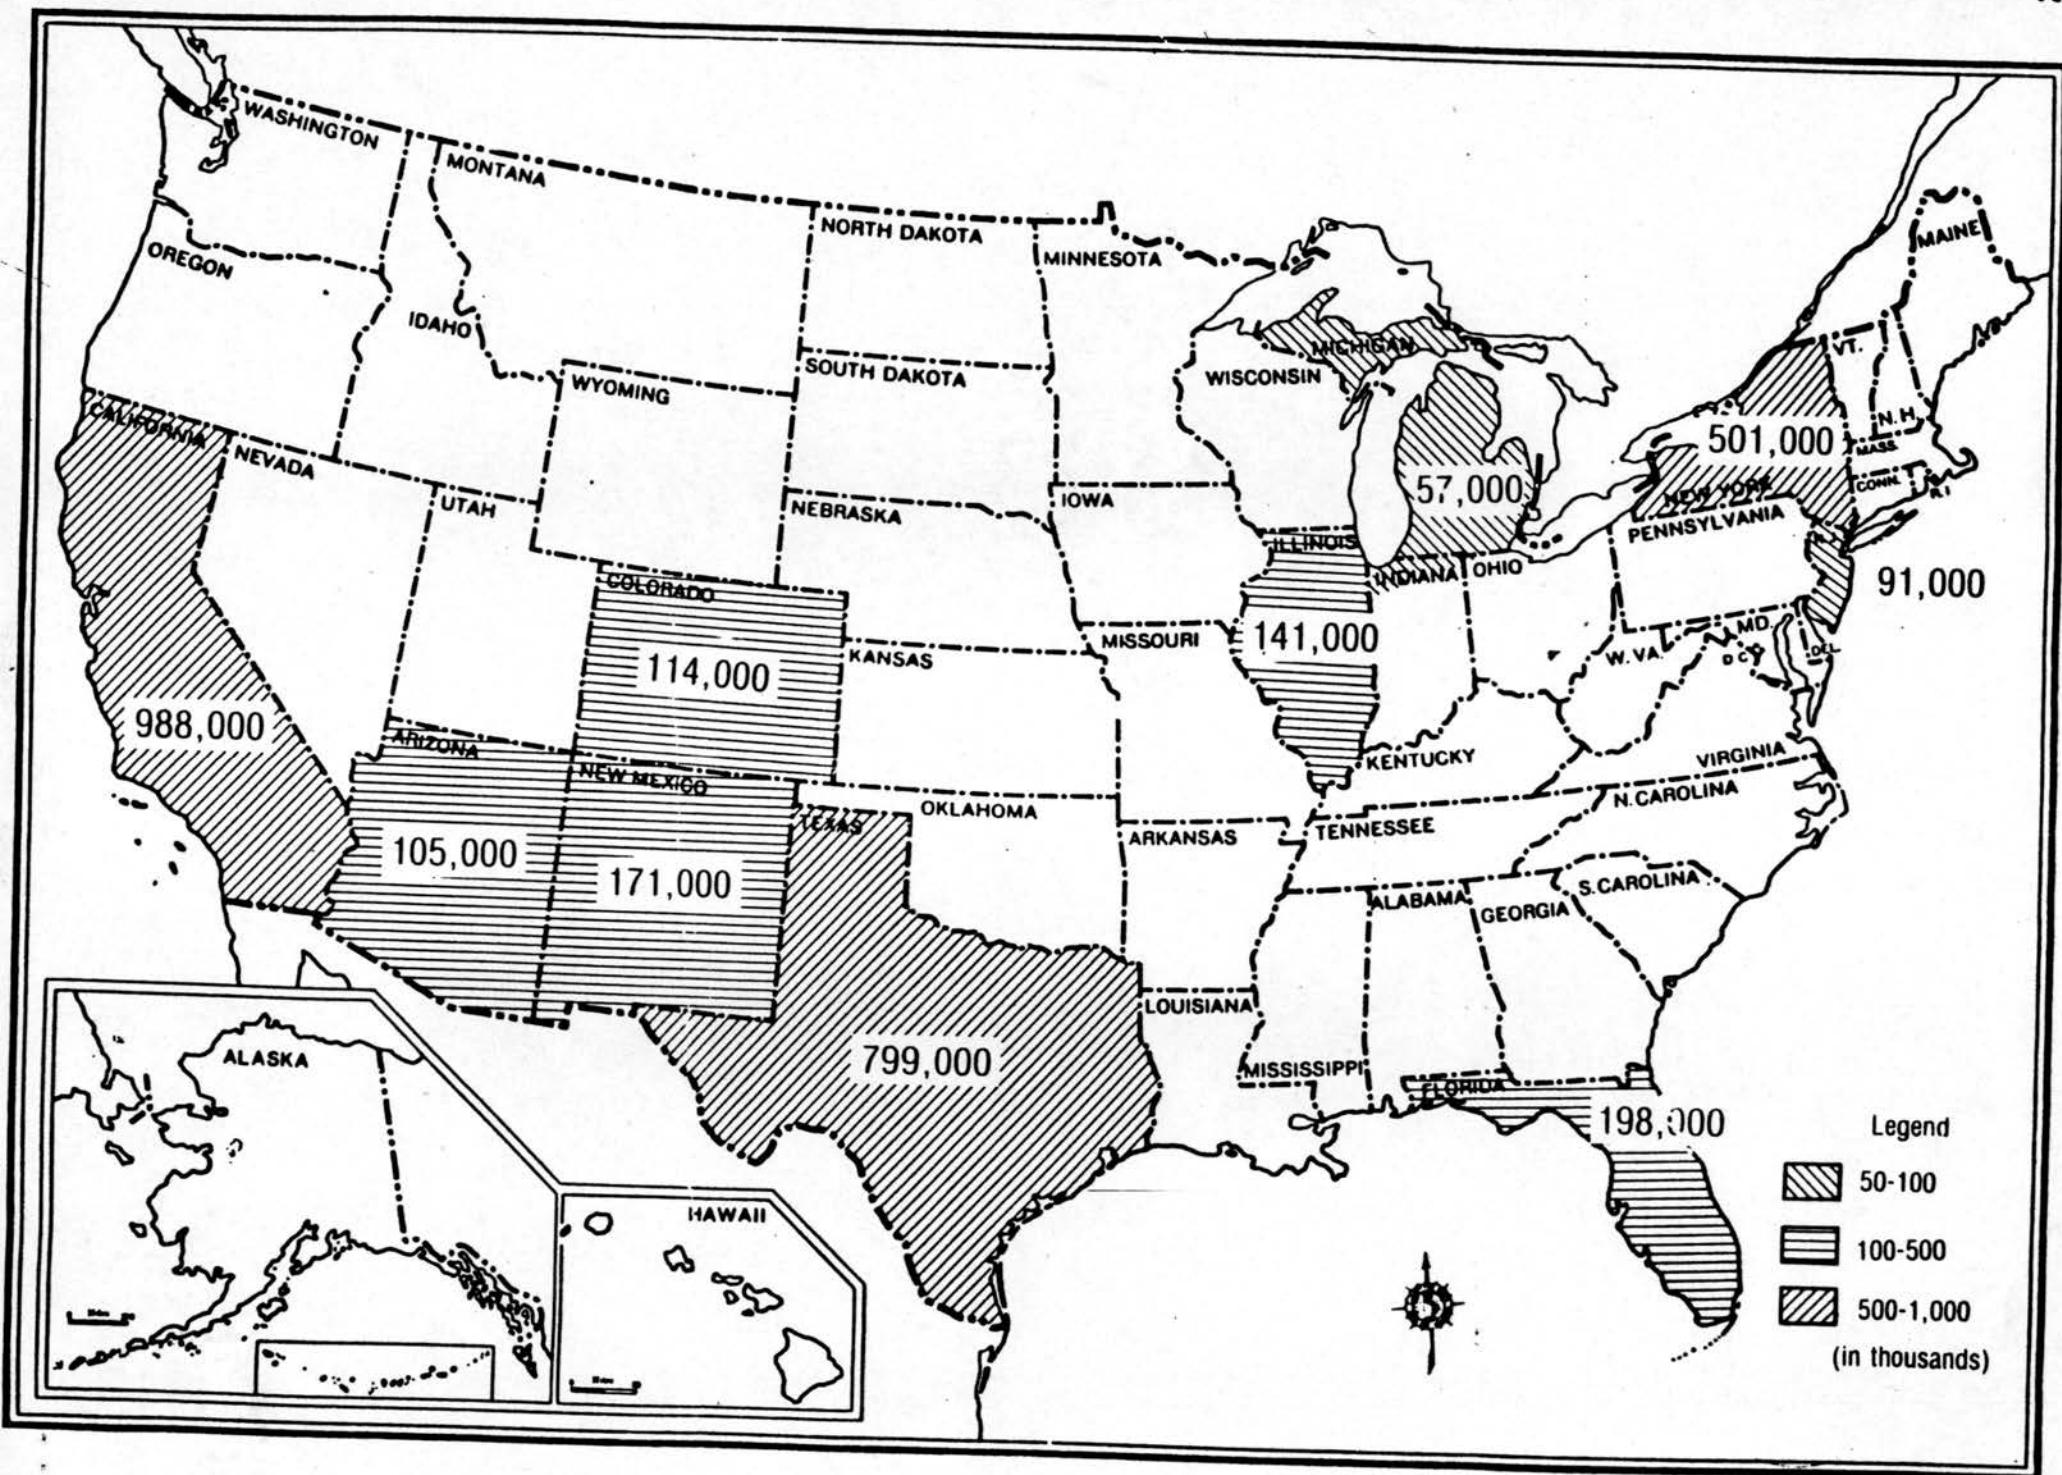 WASHINGTON
MONTANA
NORTH DAKOTA
MINNESOTA
MAINE
OREGON
IDAHO
WYOMING
SOUTH DAKOTA
WISCONSIN
MICHIGAN
VT.
N.H.
MASS.
CONN.
R.I
501,000
NEW YORK
57,000
CALIFORNIA
NEVADA
UTAH
NEBRASKA
IOWA
ILLINOIS
INDIANA
OHIO
PENNSYLVANIA
N.J.
91,000
COLORADO
114,000
KANSAS
MISSOURI
141,000
W. VA.
MD.
D C
DEL.
988,000
ARIZONA
NEW MEXICO
KENTUCKY
VIRGINIA
105,000
171,000
TEXAS
OKLAHOMA
ARKANSAS
TENNESSEE
N. CAROLINA
S. CAROLINA
ALABAMA
GEORGIA
LOUISIANA
MISSISSIPPI
799,000
FLORIDA
198,000
ALASKA
HAWAII
Legend
50-100
100-500
500-1,000
(in thousands)